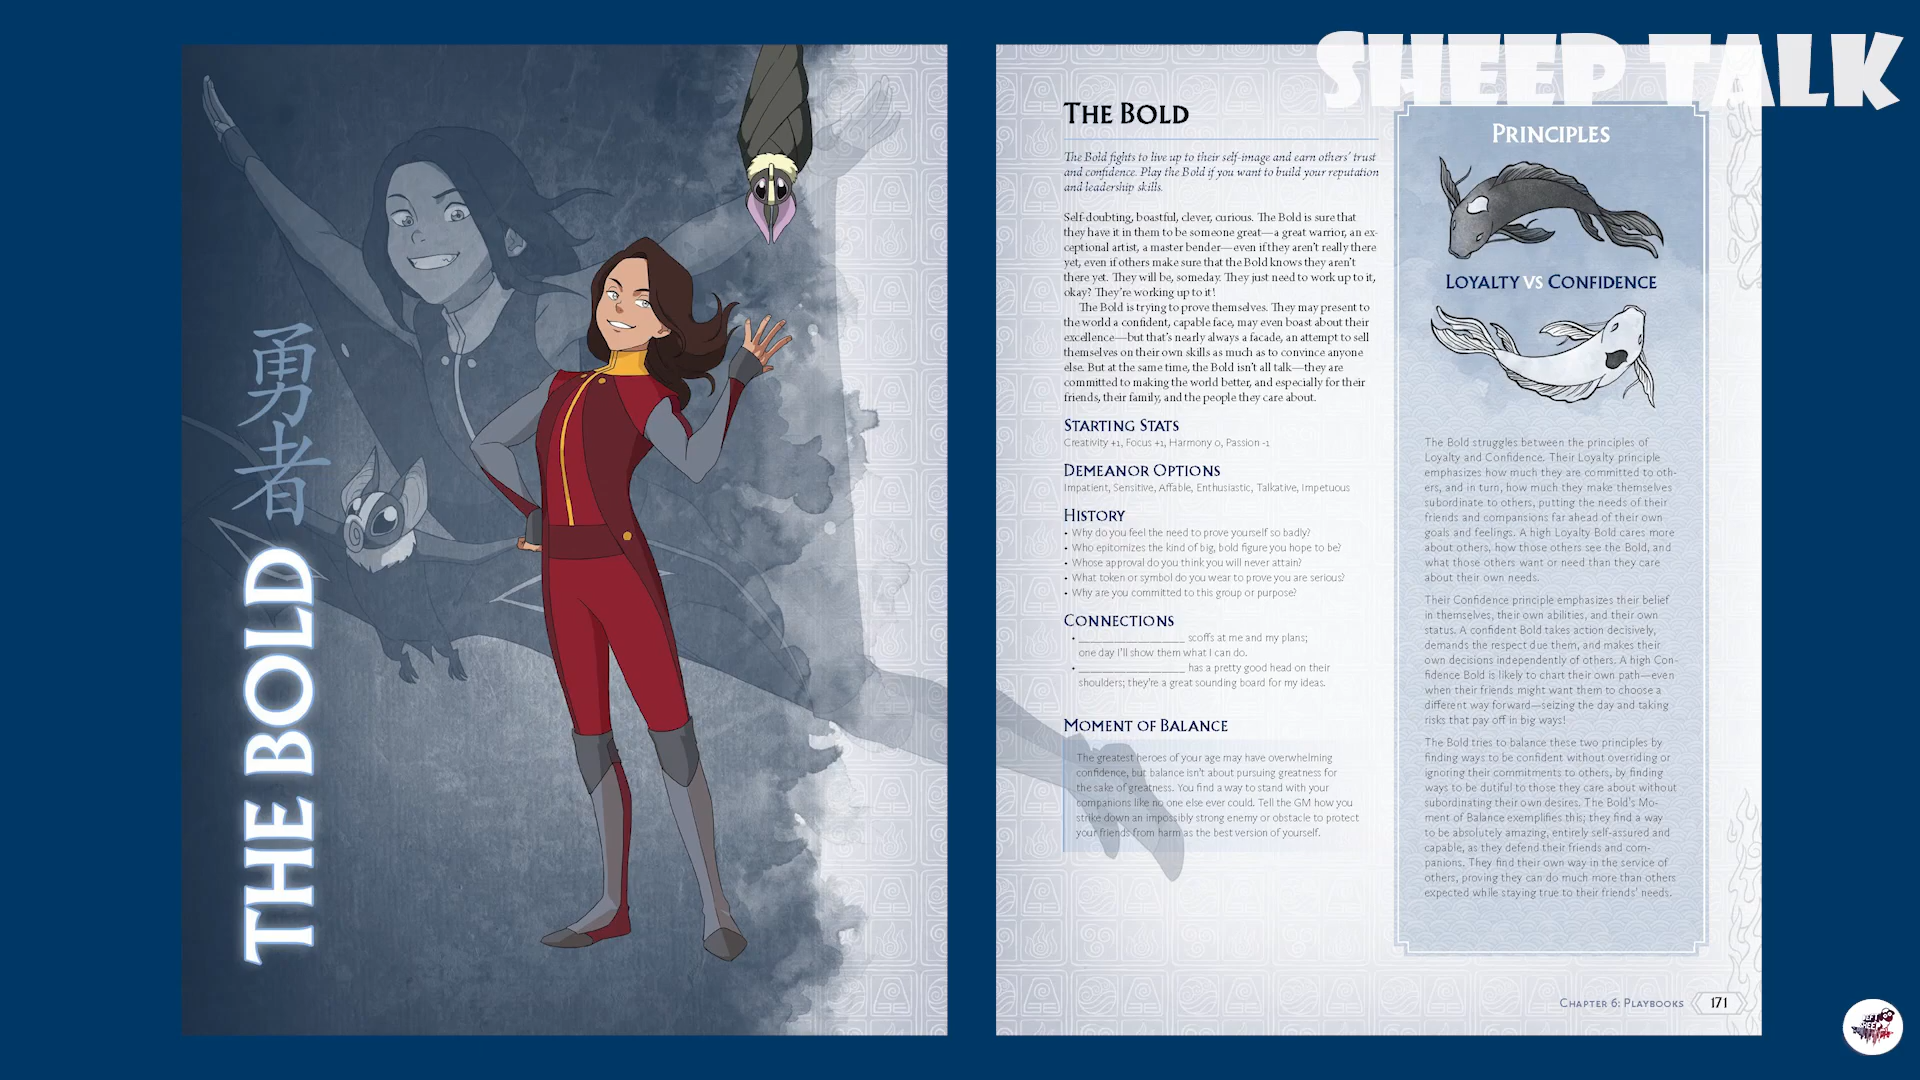 SHEEP TALK
勇者
THE BOLD
THE BOLD
The Bold fights to live up to their self-image and earn others' trust
and confidence. Play the Bold if you want to build your reputation
and leadership skills.
Self-doubting, boastful, clever, curious. The Bold is sure that
they have it in them to be someone great—a great warrior, an ex-
ceptional artist, a master bender—even if they aren't really there
yet, even if others make sure that the Bold knows they aren't
there yet. They will be, someday. They just need to work up to it,
okay? They're working up to it!
The Bold is trying to prove themselves. They may present to
the world a confident, capable face, may even boast about their
excellence—but that's nearly always a facade, an attempt to sell
themselves on their own skills as much as to convince anyone
else. But at the same time, the Bold isn't all talk—they are
committed to making the world better, and especially for their
friends, their family, and the people they care about.
STARTING STATS
Creativity +1, Focus +1, Harmony 0, Passion -1
DEMEANOR OPTIONS
Impatient, Sensitive, Affable, Enthusiastic, Talkative, Impetuous
HISTORY
• Why do you feel the need to prove yourself so badly?
• Who epitomizes the kind of big, bold figure you hope to be?
• Whose approval do you think you will never attain?
• What token or symbol do you wear to prove you are serious?
• Why are you committed to this group or purpose?
CONNECTIONS
• ____________________ scoffs at me and my plans;
one day I'll show them what I can do.
• ____________________ has a pretty good head on their
shoulders; they're a great sounding board for my ideas.
MOMENT OF BALANCE
The greatest heroes of your age may have overwhelming
confidence, but balance isn't about pursuing greatness for
the sake of greatness. You find a way to stand with your
companions like no one else ever could. Tell the GM how you
strike down an impossibly strong enemy or obstacle to protect
your friends from harm as the best version of yourself.
PRINCIPLES
LOYALTY VS CONFIDENCE
The Bold struggles between the principles of
Loyalty and Confidence. Their Loyalty principle
emphasizes how much they are committed to oth-
ers, and in turn, how much they make themselves
subordinate to others, putting the needs of their
friends and companions far ahead of their own
goals and feelings. A high Loyalty Bold cares more
about others, how those others see the Bold, and
what those others want or need than they care
about their own needs.
Their Confidence principle emphasizes their belief
in themselves, their own abilities, and their own
status. A confident Bold takes action decisively,
demands the respect due them, and makes their
own decisions independently of others. A high Con-
fidence Bold is likely to chart their own path—even
when their friends might want them to choose a
different way forward—seizing the day and taking
risks that pay off in big ways!
The Bold tries to balance these two principles by
finding ways to be confident without overriding or
ignoring their commitments to others, by finding
ways to be dutiful to those they care about without
subordinating their own desires. The Bold's Mo-
ment of Balance exemplifies this; they find a way
to be absolutely amazing, entirely self-assured and
capable, as they defend their friends and com-
panions. They find their own way in the service of
others, proving they can do much more than others
expected while staying true to their friends' needs.
CHAPTER 6: PLAYBOOKS 171